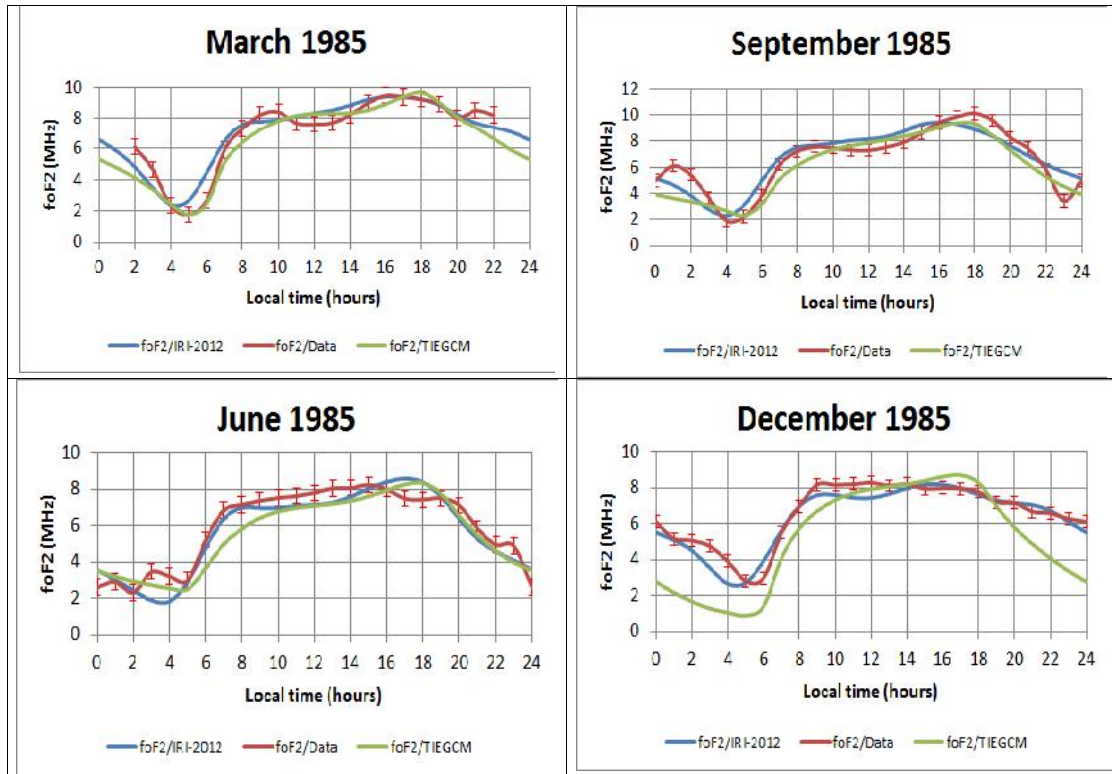 March 1985
foF2 (MHz)
10
8
6
4
2
0
0 2 4 6 8 10 12 14 16 18 20 22 24
Local time (hours)
foF2/IRI-2012 foF2/Data foF2/TIEGCM
September 1985
foF2 (MHz)
12
10
8
6
4
2
0
0 2 4 6 8 10 12 14 16 18 20 22 24
Local time (hours)
foF2/IRI-2012 foF2/Data foF2/TIEGCM
June 1985
foF2 (MHz)
10
8
6
4
2
0
0 2 4 6 8 10 12 14 16 18 20 22 24
Local time (hours)
foF2/IRI-2012 foF2/Data foF2/TIEGCM
December 1985
foF2 (MHz)
10
8
6
4
2
0
0 2 4 6 8 10 12 14 16 18 20 22 24
Local time (hours)
foF2/IRI-2012 foF2/Data foF2/TIEGCM